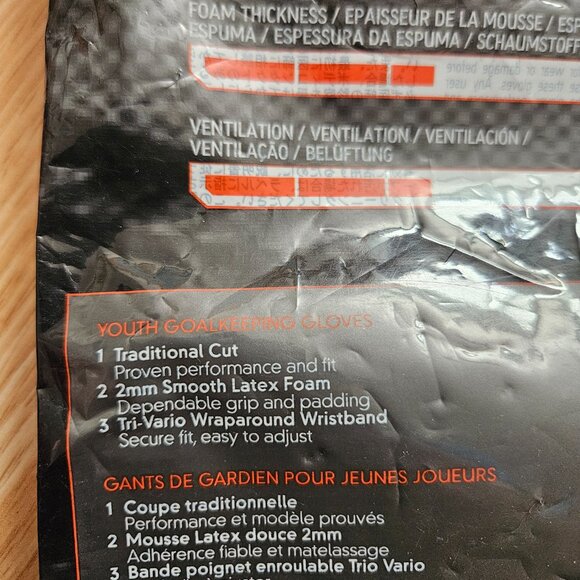 FOAM THICKNESS / EPAISSEUR DE LA MOUSSE / ESP
ESPUMA / ESPESSURA DA ESPUMA / SCHAUMSTOFF
VENTILATION / VENTILATION / VENTILACIÓN /
VENTILAÇÃO / BELÜFTUNG
YOUTH GOALKEEPING GLOVES
1 Traditional Cut
Proven performance and fit
2 2mm Smooth Latex Foam
Dependable grip and padding
3 Tri-Vario Wraparound Wristband
Secure fit, easy to adjust
GANTS DE GARDIEN POUR JEUNES JOUEURS
1 Coupe traditionnelle
Performance et modèle prouvés
2 Mousse Latex douce 2mm
Adhérence fiable et matelassage
3 Bande poignet enroulable Trio Vario